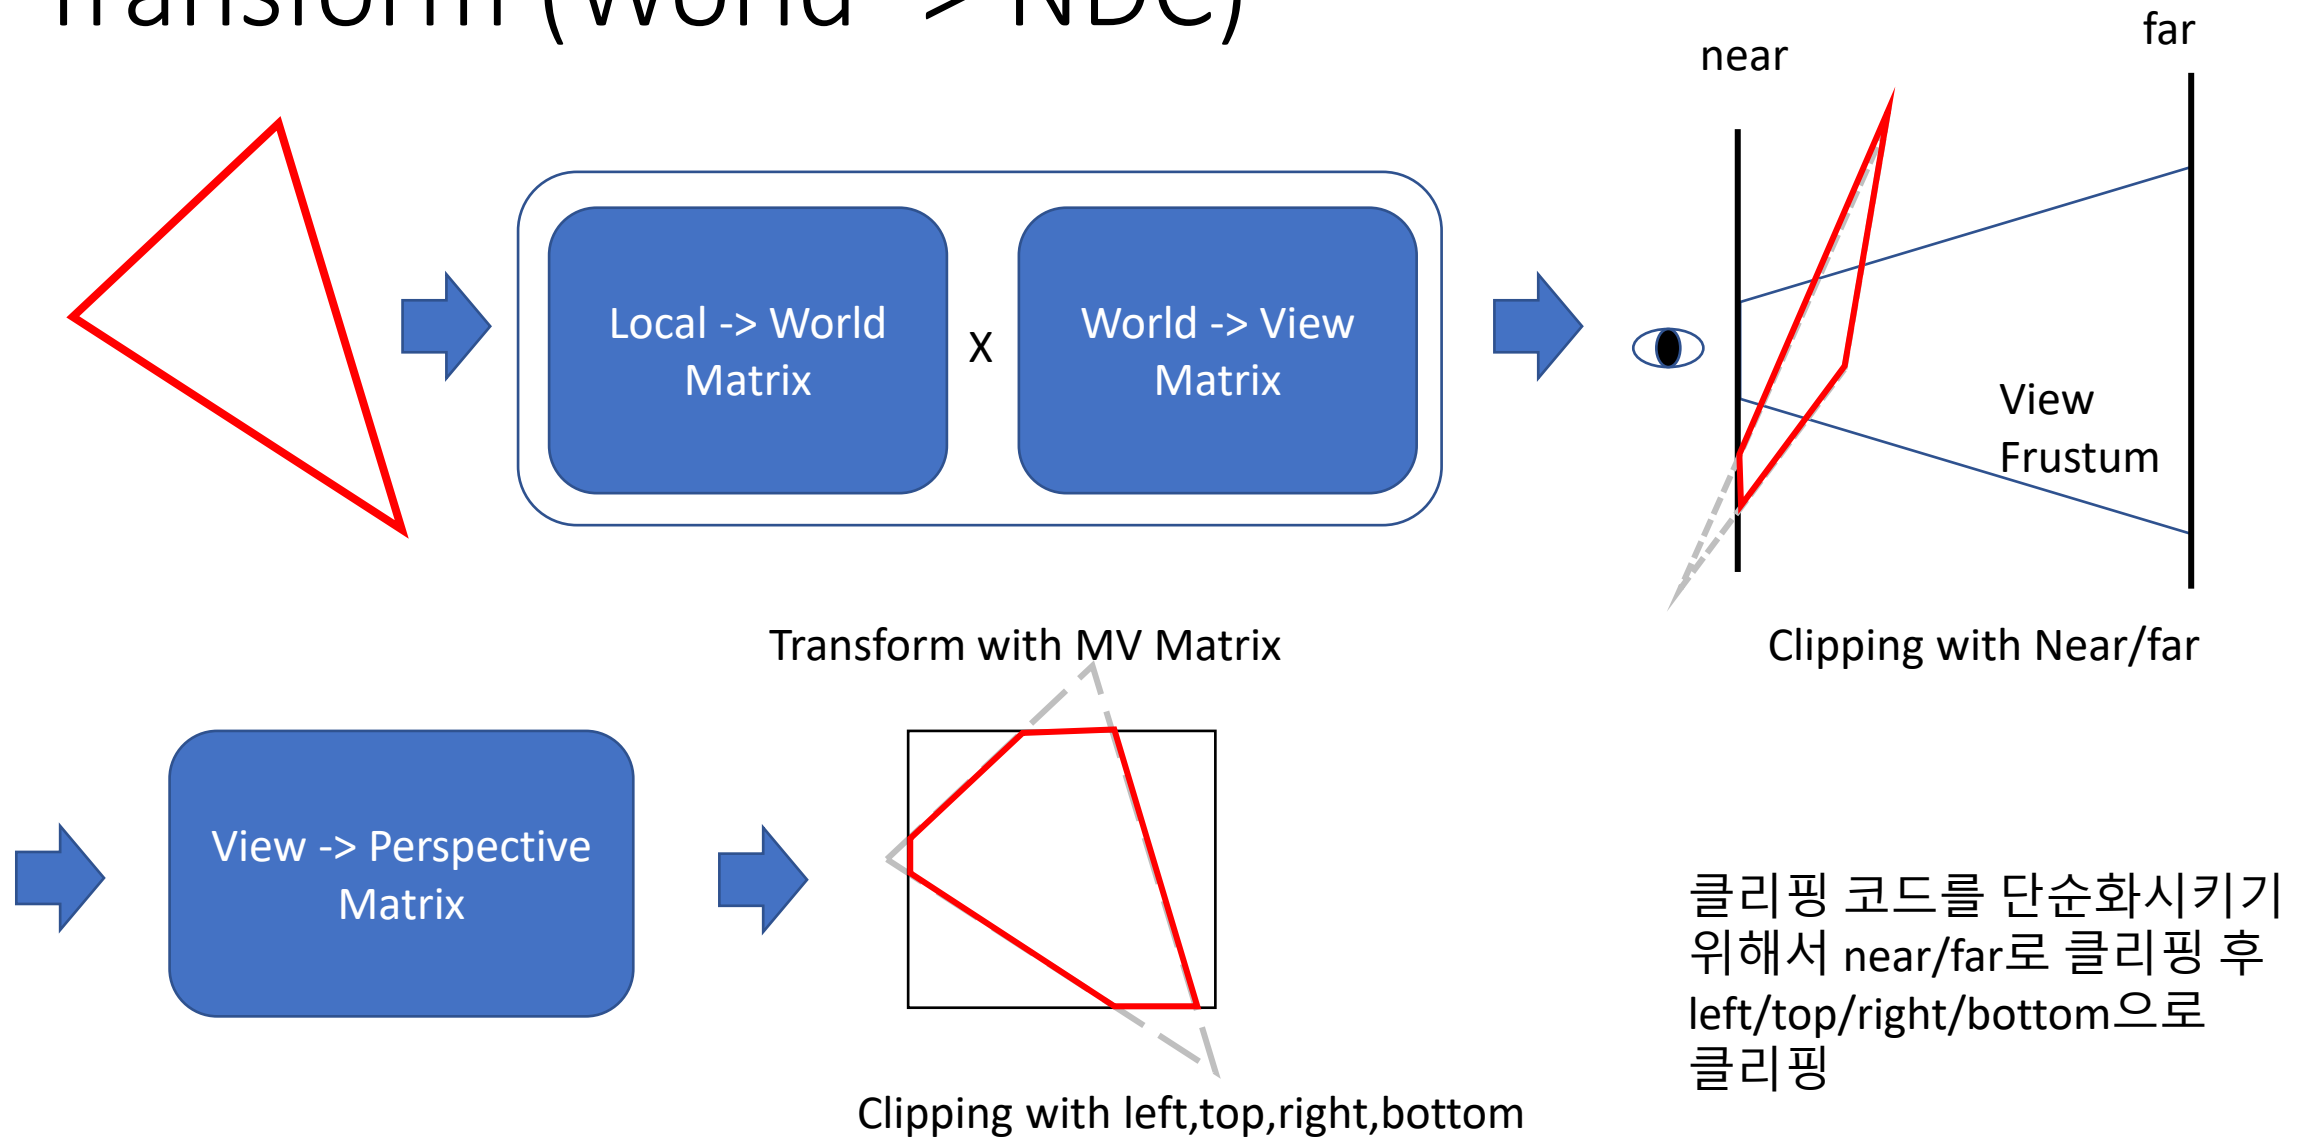 Transform (World -> NDC)
near
far
Local -> World
Matrix
X
World -> View
Matrix
View
Frustum
Transform with MV Matrix
Clipping with Near/far
View -> Perspective
Matrix
클리핑 코드를 단순화시키기
위해서 near/far로 클리핑 후
left/top/right/bottom으로
클리핑
Clipping with left,top,right,bottom